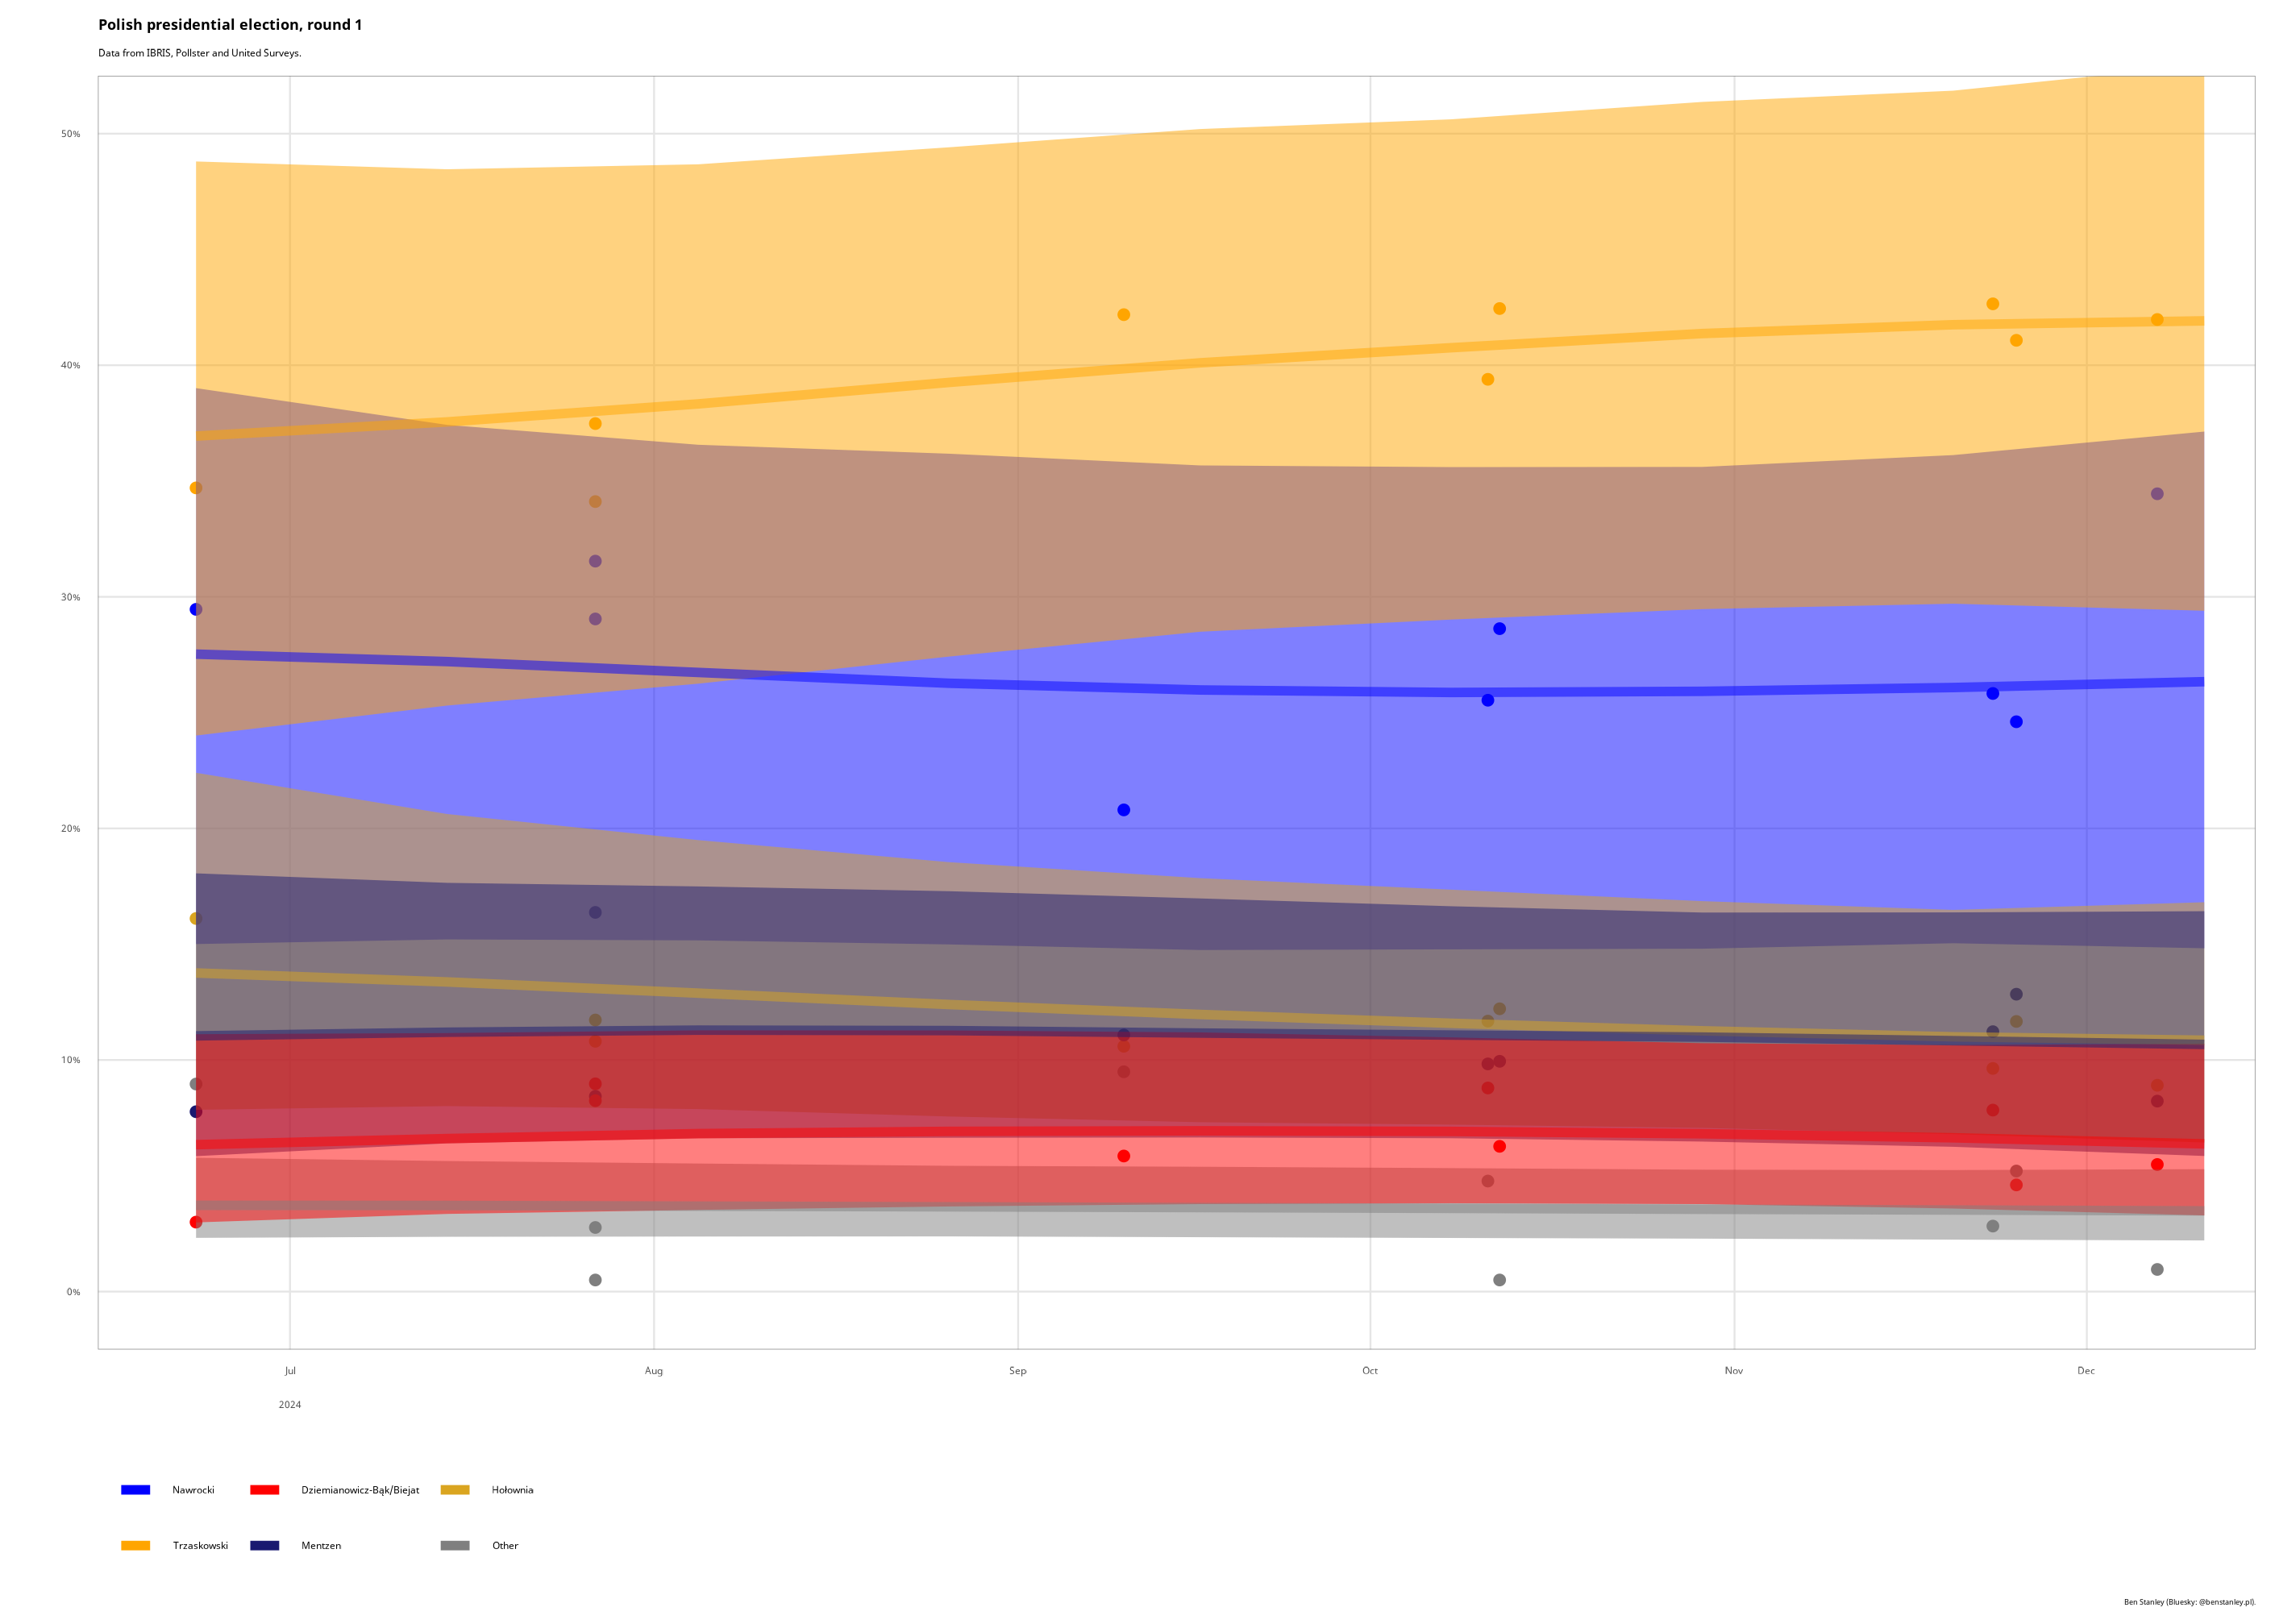 Polish presidential election, round 1
Data from IBRIS, Pollster and United Surveys.
50%
40%
30%
20%
10%
0%
Jul Aug Sep Oct Nov Dec
2024
Nawrocki Dziemianowicz-Bąk/Biejat Hołownia
Trzaskowski Mentzen Other
Ben Stanley (Bluesky: @benstanley.pl).